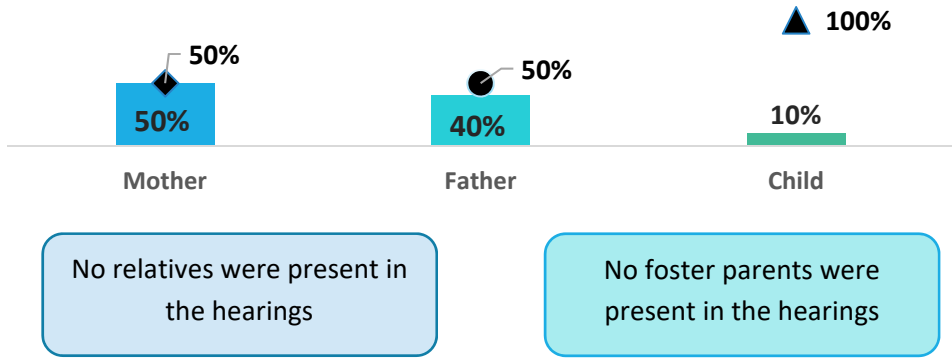 100%
50%
50%
50%
40%
10%
Mother
Father
Child
No relatives were present in
the hearings
No foster parents were
present in the hearings